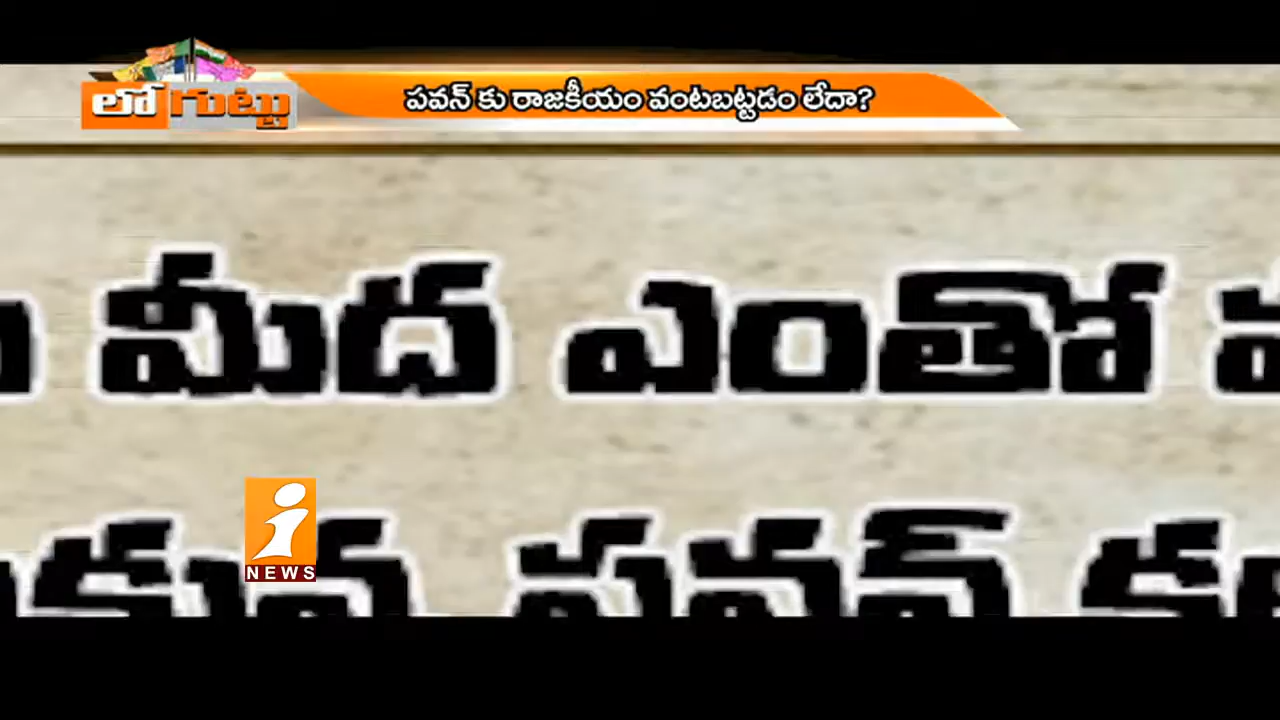 లోగుట్టు
పవన్ కు రాజకీయం వంటబట్టడం లేదా?
మీద ఎంతో
పవన్
i
NEWS